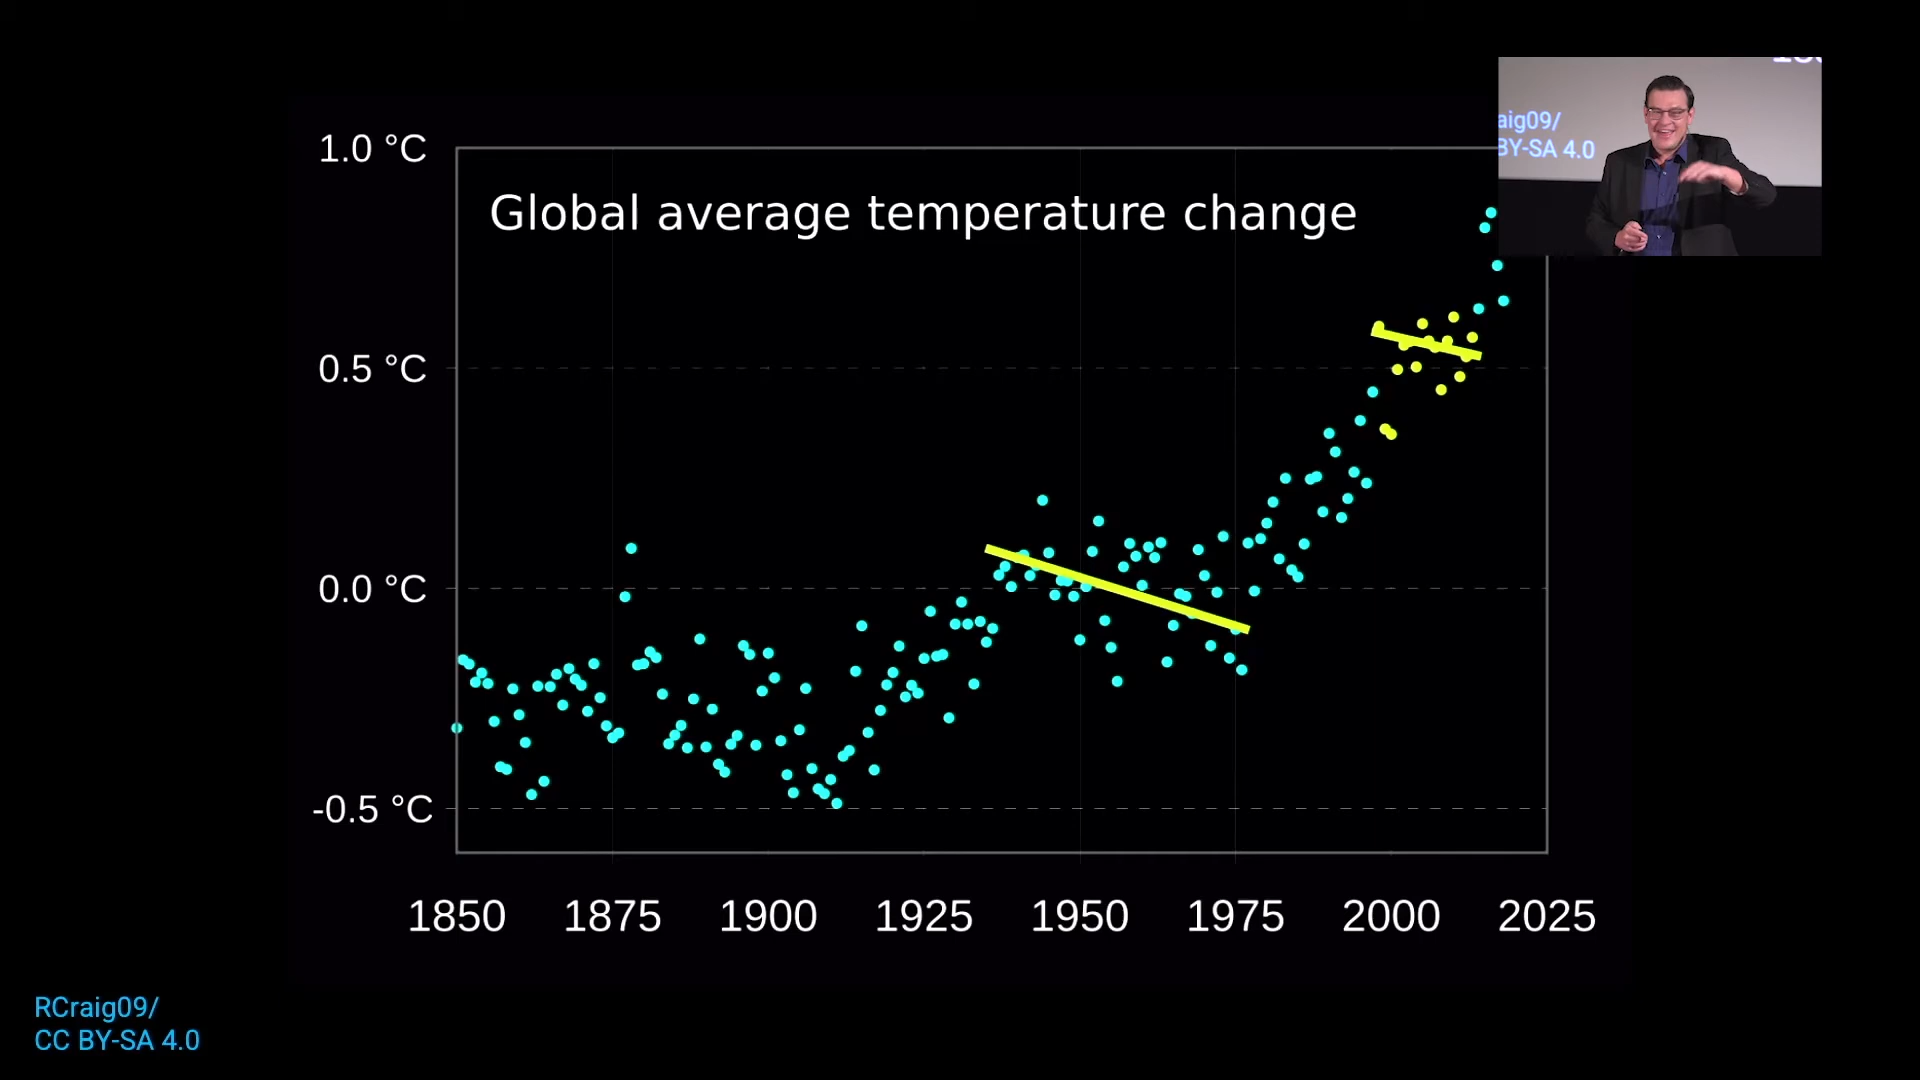 1.0 °C
Global average temperature change
0.5 °C
0.0 °C
-0.5 °C
1850 1875 1900 1925 1950 1975 2000 2025
RCraig09/
CC BY-SA 4.0
aig09/
BY-SA 4.0